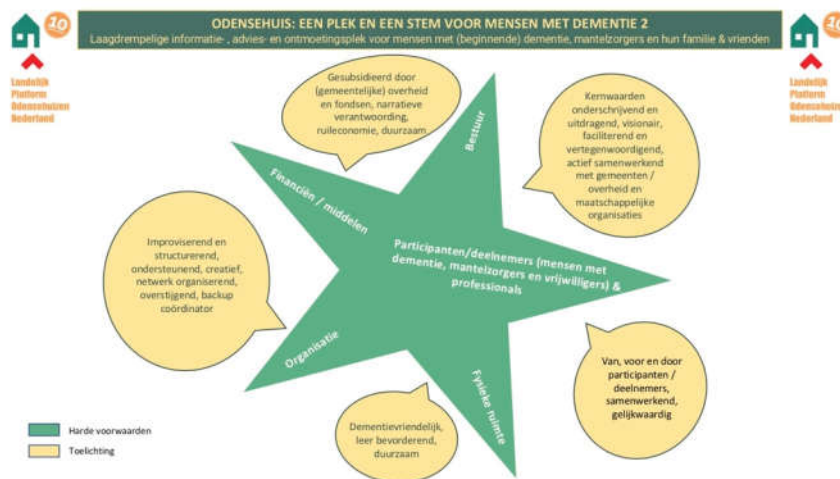 ODENSEHUIS: EEN PLEK EN EEN STEM VOOR MENSEN MET DEMENTIE 2
Laagdrempelige informatie- , advies- en ontmoetingsplek voor mensen met (beginnende) dementie, mantelzorgers en hun familie & vrienden
10
Landelijk
Platform
Odensehuizen
Nederland
10
Landelijk
Platform
Odensehuizen
Nederland
Gesubsidieerd door
(gemeentelijke) overheid
en fondsen, narratieve
verantwoording,
ruileconomie, duurzaam
Bestuur
Kernwaarden
onderschrijvend en
uitdragend, visionair,
faciliterend en
vertegenwoordigend,
actief samenwerkend
met gemeenten /
overheid en
maatschappelijke
organisaties
Financiën / middelen
Improviserend en
structurerend,
ondersteunend, creatief,
netwerk organiserend,
overstijgend, backup
coördinator
Participanten/deelnemers (mensen met
dementie, mantelzorgers en vrijwilligers) &
professionals
Organisatie
Fysieke ruimte
Van, voor en door
participanten /
deelnemers,
samenwerkend,
gelijkwaardig
Dementievriendelijk,
leer bevorderend,
duurzaam
Harde voorwaarden
Toelichting